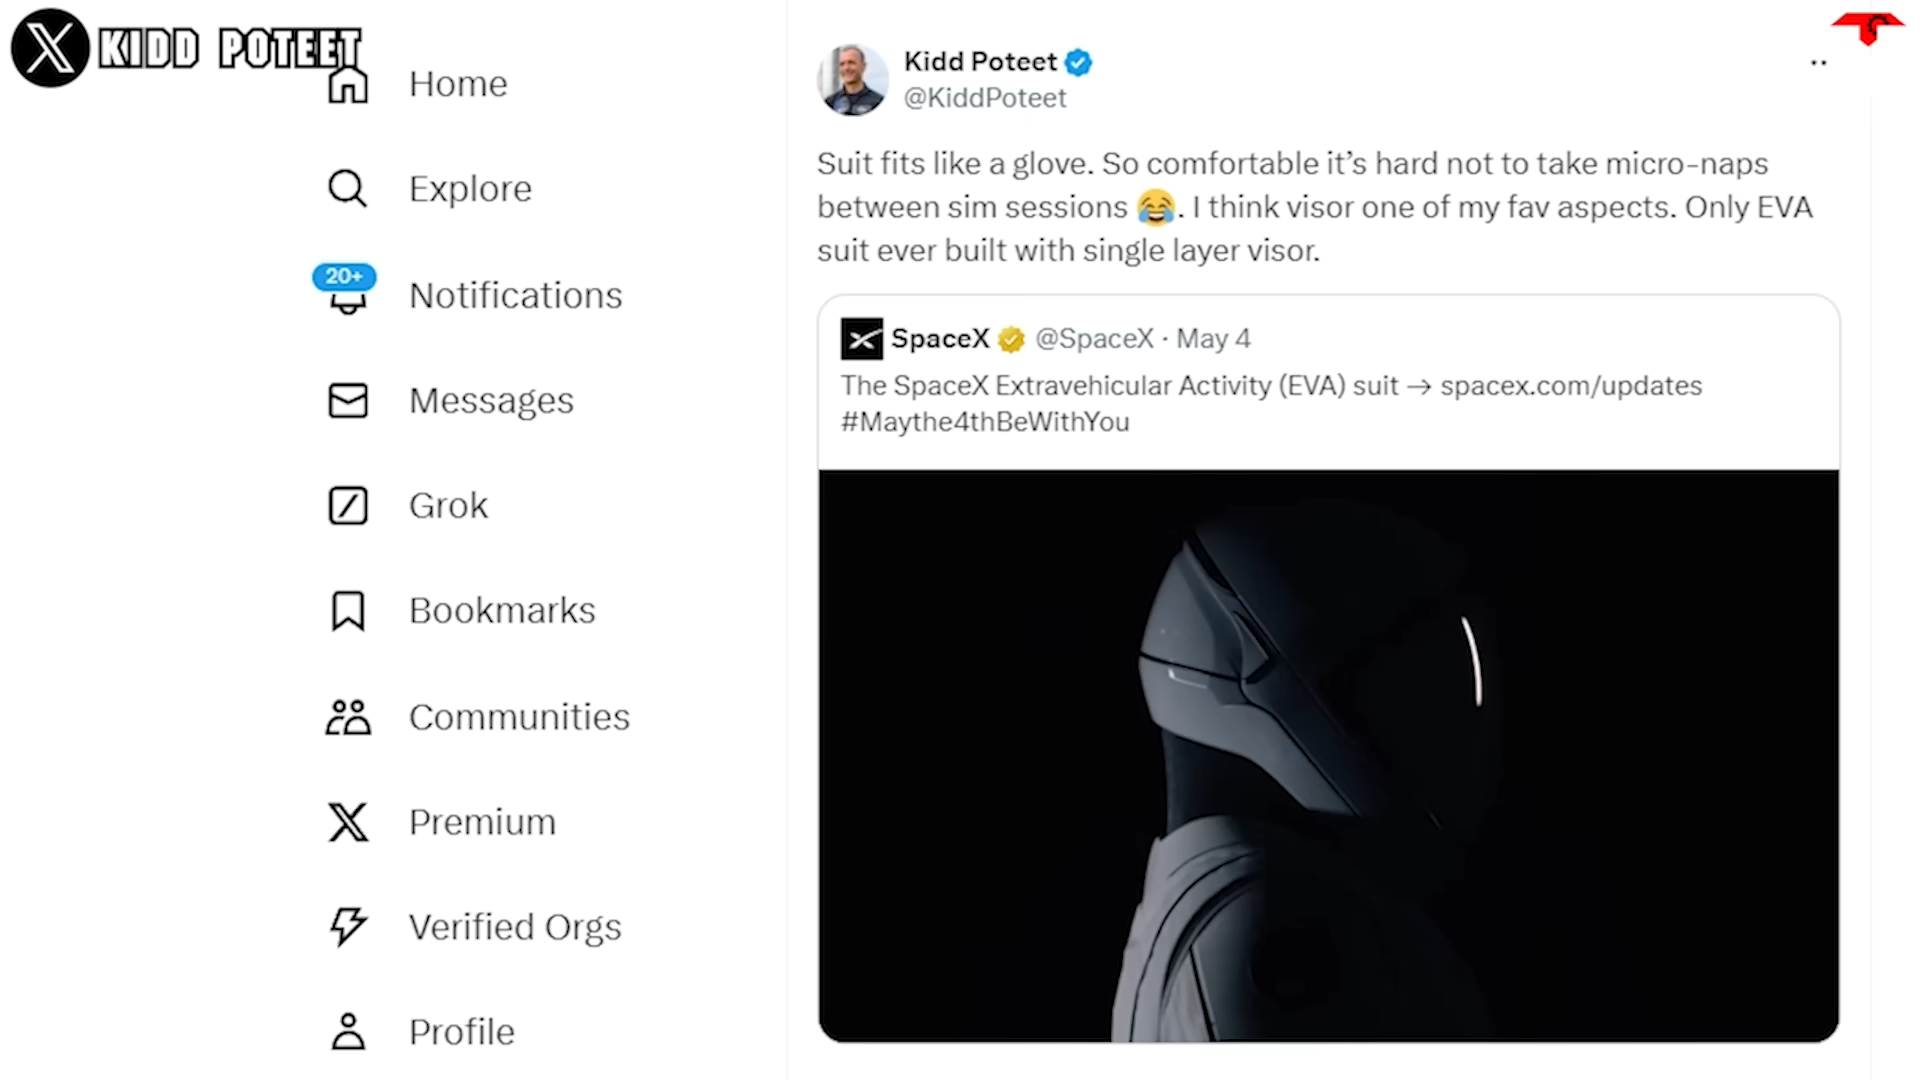 KIDD POTEET
Home
Explore
20+
Notifications
Messages
Grok
Bookmarks
Communities
Premium
Verified Orgs
Profile
Kidd Poteet
@KiddPoteet
Suit fits like a glove. So comfortable it’s hard not to take micro-naps
between sim sessions 😂. I think visor one of my fav aspects. Only EVA
suit ever built with single layer visor.
SpaceX @SpaceX · May 4
The SpaceX Extravehicular Activity (EVA) suit → spacex.com/updates
#Maythe4thBeWithYou